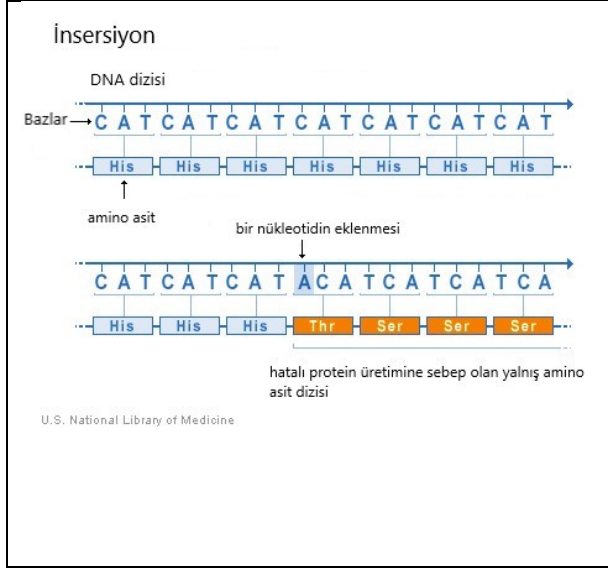 İnsersiyon
DNA dizisi
Bazlar
C A T C A T C A T C A T C A T C A T C A T
His His His His His His His
amino asit
bir nükleotidin eklenmesi
C A T C A T C A T A C A T C A T C A T C A
His His His Thr Ser Ser Ser
hatalı protein üretimine sebep olan yalnış amino
asit dizisi
U.S. National Library of Medicine